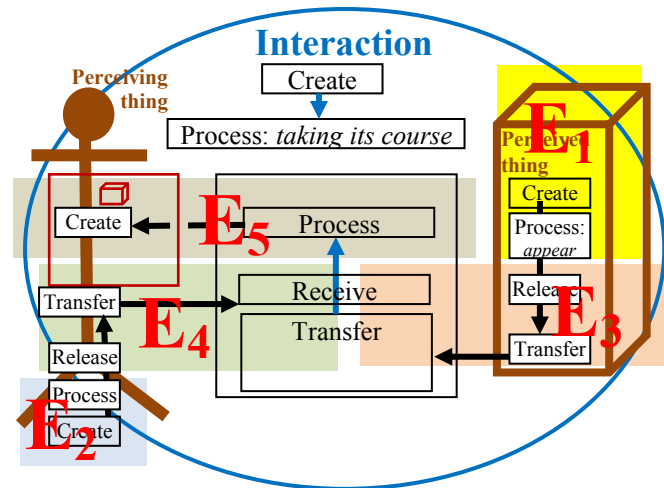 Interaction
Perceiving
thing
Create
Process: taking its course
E1
Perceived
thing
Create
Process:
appear
Release
E3
Transfer
Create
E5
Process
Transfer
E4
Receive
Transfer
Release
Process
E2
Create